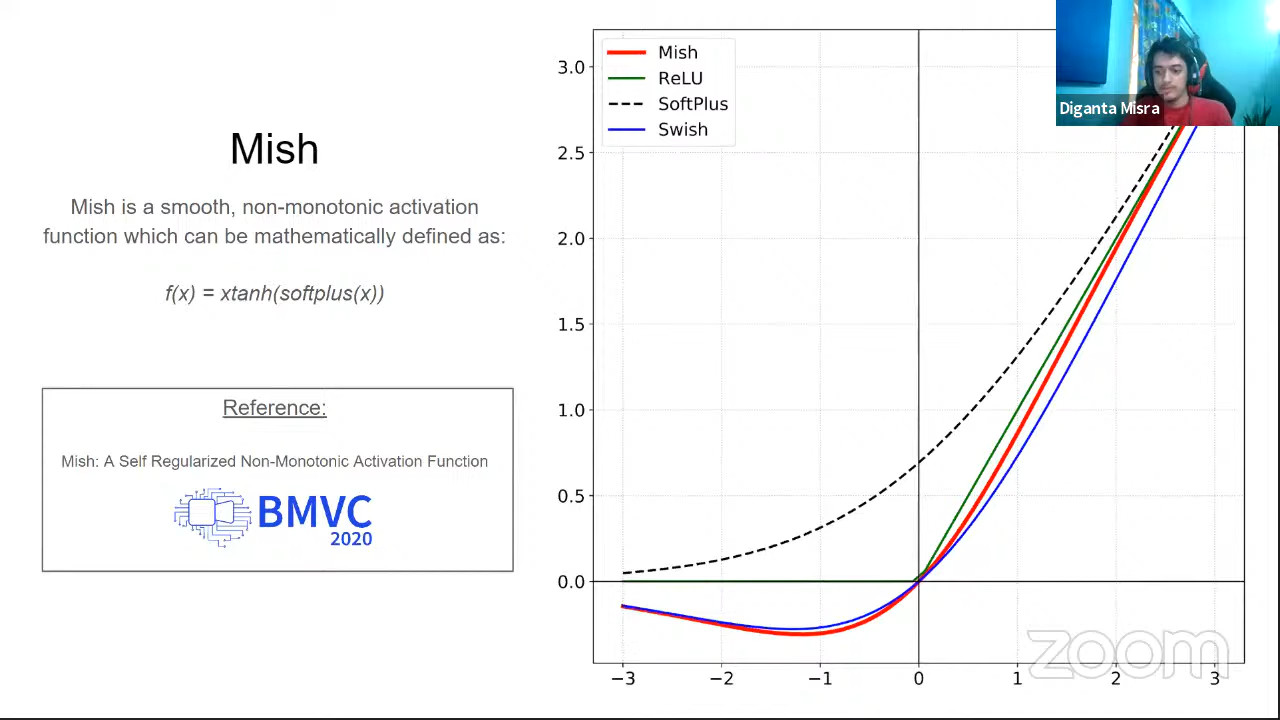 Mish
Mish is a smooth, non-monotonic activation
function which can be mathematically defined as:
f(x) = xtanh(softplus(x))
Reference:
Mish: A Self Regularized Non-Monotonic Activation Function
BMVC
2020
Mish
ReLU
SoftPlus
Swish
3.0
2.5
2.0
1.5
1.0
0.5
0.0
−3 −2 −1 0 1 2 3
Diganta Misra
zoom